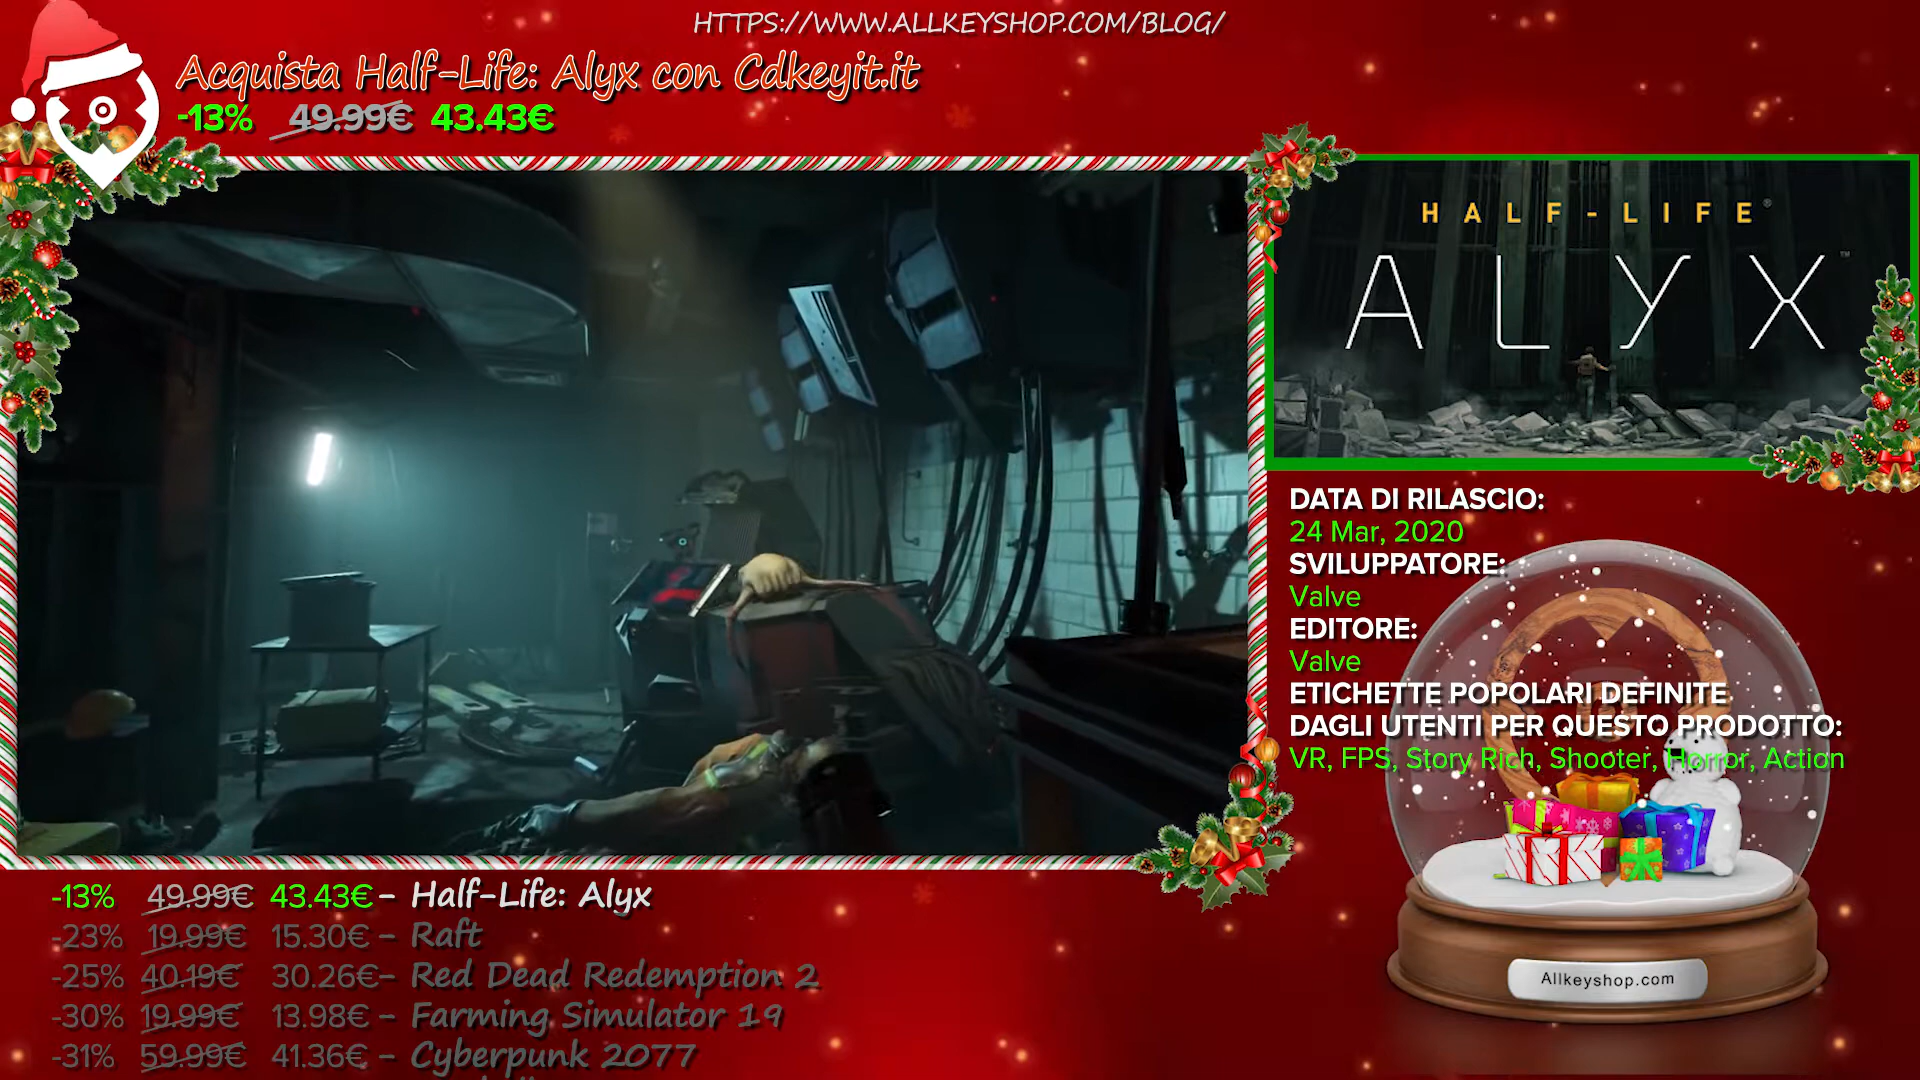 HTTPS://WWW.ALLKEYSHOP.COM/BLOG/
Acquista Half-Life: Alyx con Cdkeyit.it
-13% 49.99€ 43.43€
HALF-LIFE®
ALYX™
DATA DI RILASCIO:
24 Mar, 2020
SVILUPPATORE:
Valve
EDITORE:
Valve
ETICHETTE POPOLARI DEFINITE
DAGLI UTENTI PER QUESTO PRODOTTO:
VR, FPS, Story Rich, Shooter, Horror, Action
Allkeyshop.com
-13% 49.99€ 43.43€ – Half-Life: Alyx
-23% 19.99€ 15.30€ – Raft
-25% 40.19€ 30.26€ – Red Dead Redemption 2
-30% 19.99€ 13.98€ – Farming Simulator 19
-31% 59.99€ 41.36€ – Cyberpunk 2077